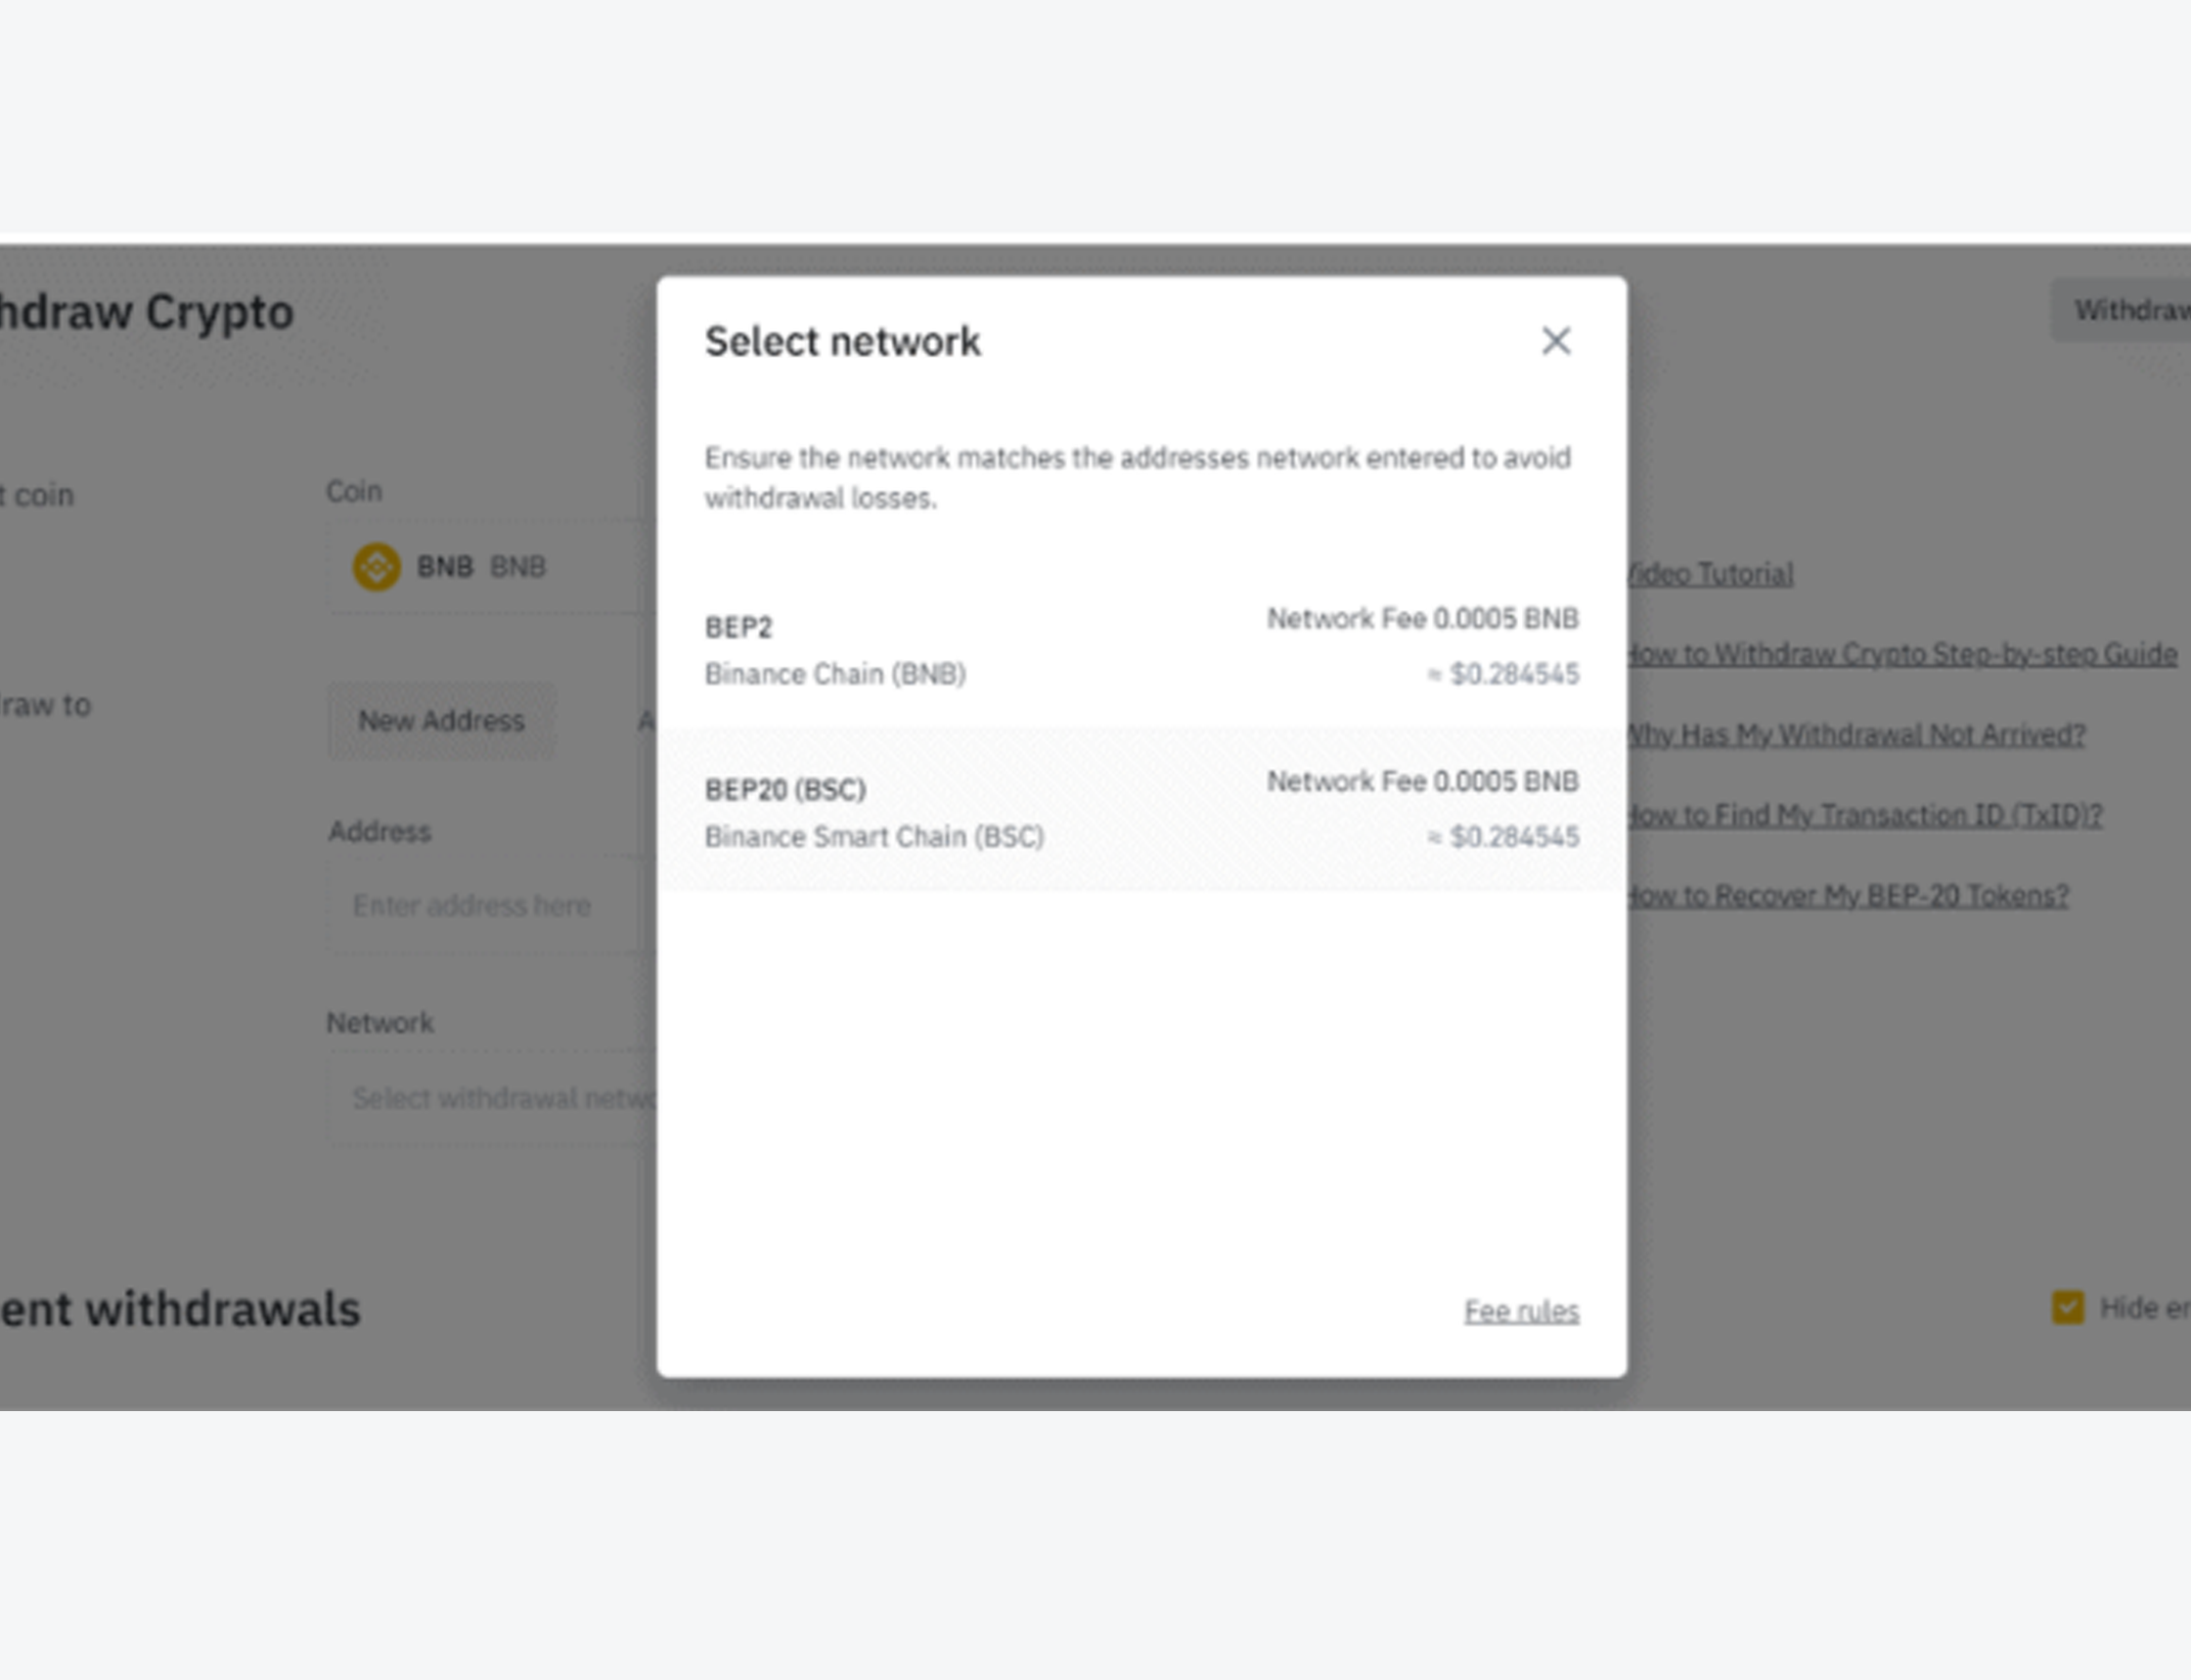 hdraw Crypto
Withdraw
Select network
Ensure the network matches the addresses network entered to avoid
withdrawal losses.
t coin
Coin
BNB BNB
BEP2
Network Fee 0.0005 BNB
Binance Chain (BNB)
≈ $0.284545
BEP20 (BSC)
Network Fee 0.0005 BNB
Binance Smart Chain (BSC)
≈ $0.284545
Fee rules
raw to
New Address
A
Address
Enter address here
Network
Select withdrawal netwo
Video Tutorial
How to Withdraw Crypto Step-by-step Guide
Why Has My Withdrawal Not Arrived?
How to Find My Transaction ID (TxID)?
How to Recover My BEP-20 Tokens?
ent withdrawals
Hide er